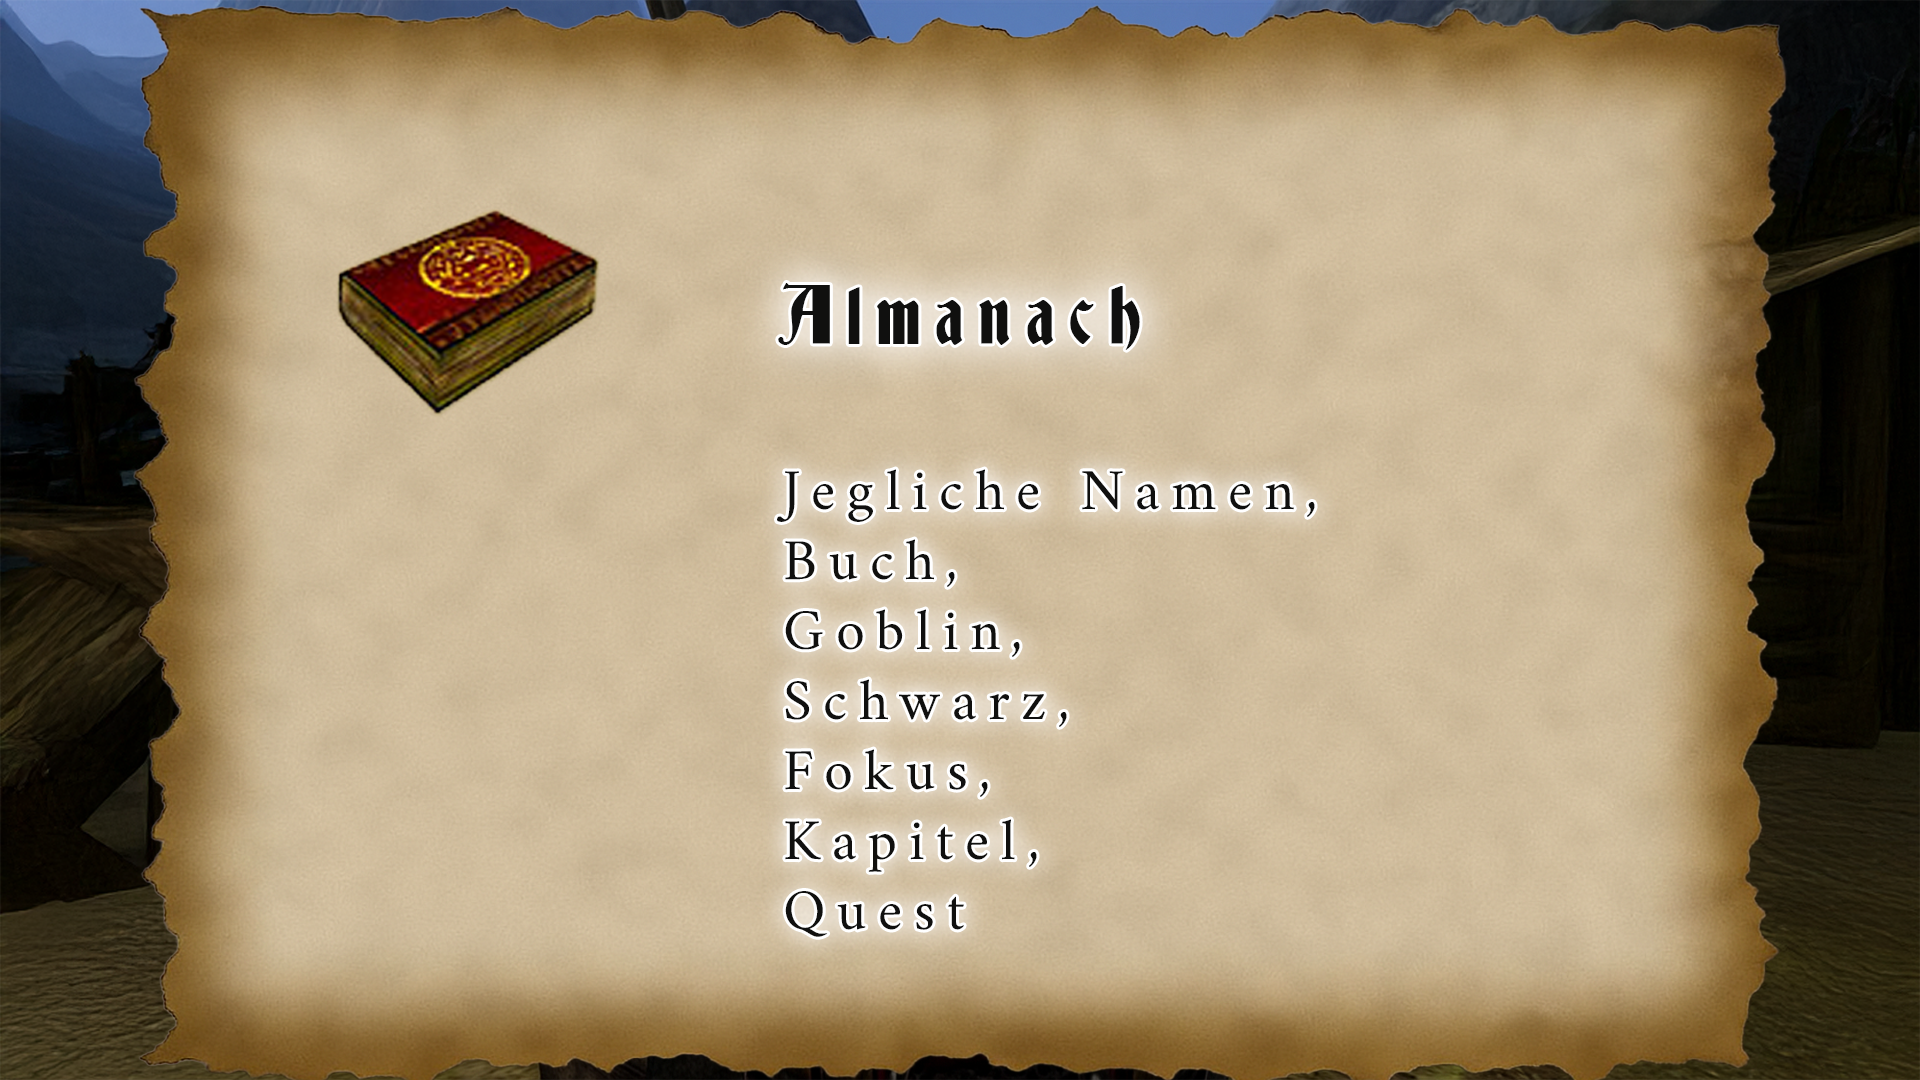 Almanach
Jegliche Namen,
Buch,
Goblin,
Schwarz,
Fokus,
Kapitel,
Quest